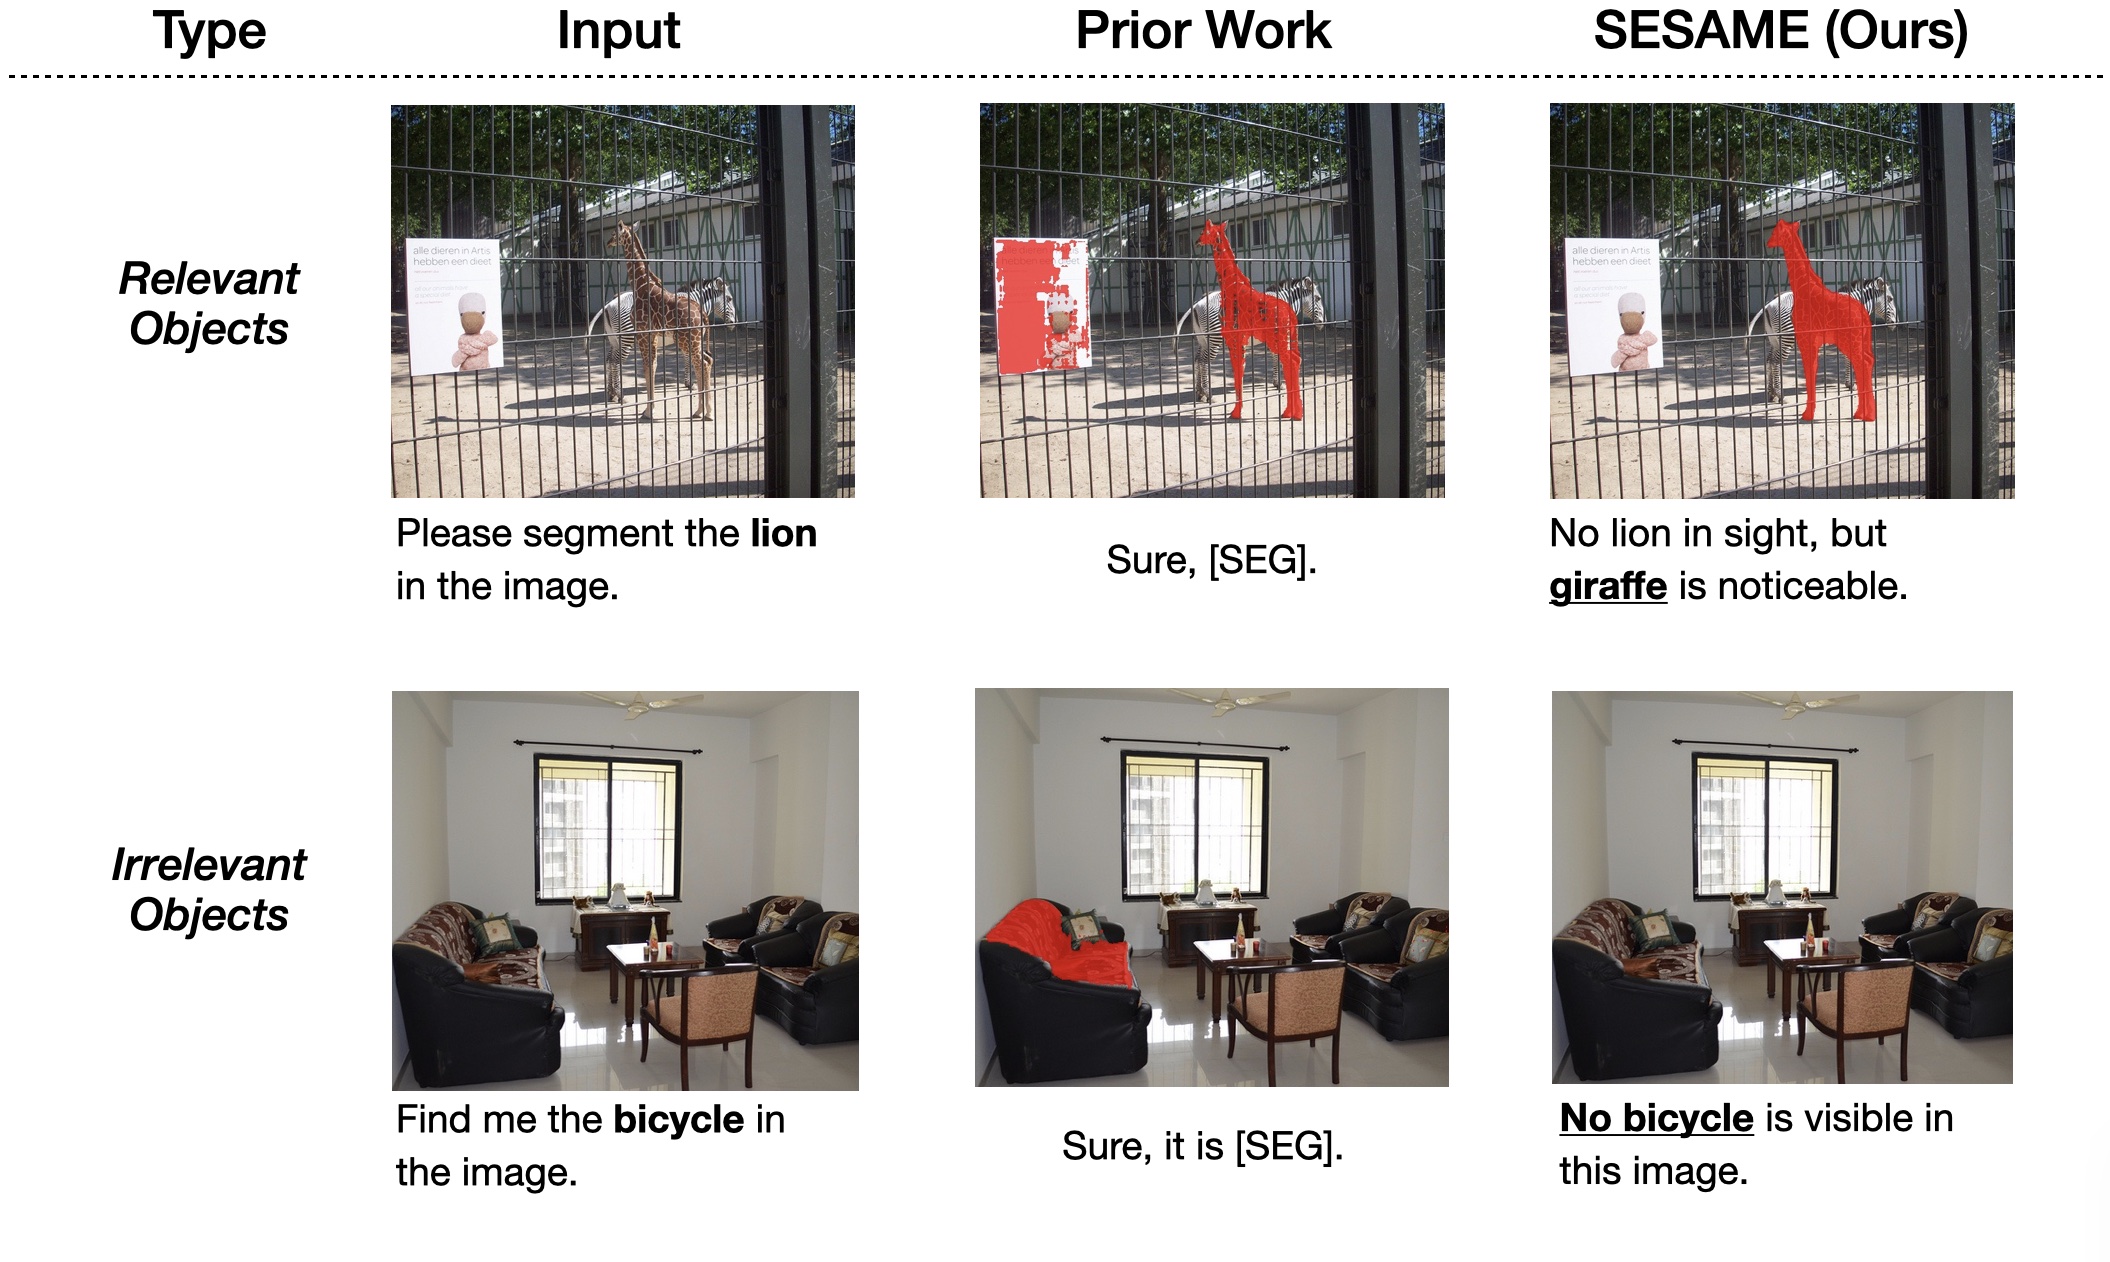 Type Input Prior Work SESAME (Ours)
Relevant
Objects
alle dieren in Artis
hebben een dieet
alle dieren in Artis
hebben een dieet
Please segment the lion
in the image.
Sure, [SEG].
No lion in sight, but
giraffe is noticeable.
Irrelevant
Objects
Find me the bicycle in
the image.
Sure, it is [SEG].
No bicycle is visible in
this image.